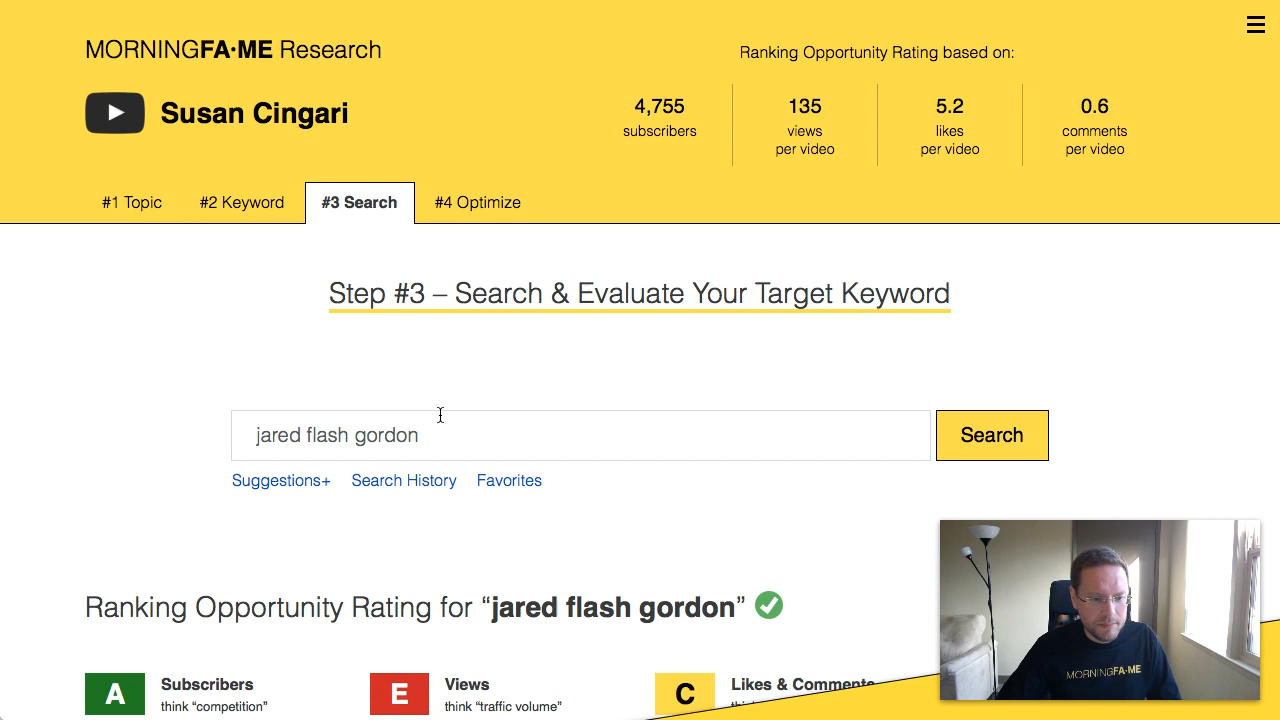 MORNINGFA•ME Research
Ranking Opportunity Rating based on:
Susan Cingari
4,755
subscribers
135
views
per video
5.2
likes
per video
0.6
comments
per video
#1 Topic
#2 Keyword
#3 Search
#4 Optimize
Step #3 – Search & Evaluate Your Target Keyword
jared flash gordon
Search
Suggestions+
Search History
Favorites
Ranking Opportunity Rating for “jared flash gordon”
A
Subscribers
think “competition”
E
Views
think “traffic volume”
C
Likes & Comments
MORNINGFA•ME